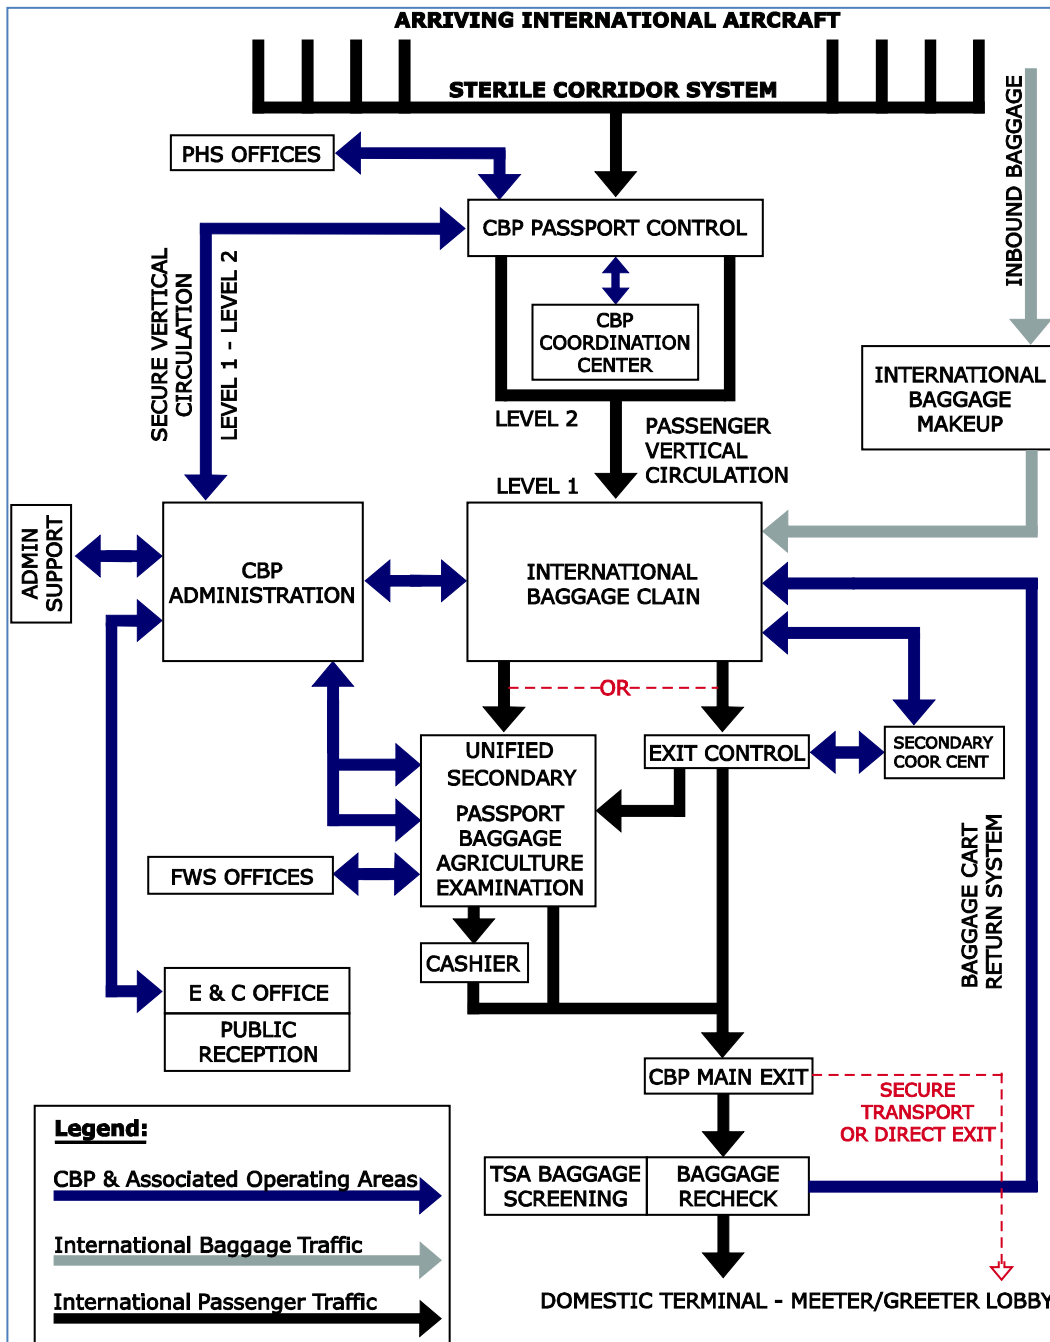 ARRIVING INTERNATIONAL AIRCRAFT
STERILE CORRIDOR SYSTEM
INBOUND BAGGAGE
PHS OFFICES
CBP PASSPORT CONTROL
SECURE VERTICAL
CIRCULATION
LEVEL 1 - LEVEL 2
CBP
COORDINATION
CENTER
INTERNATIONAL
BAGGAGE
MAKEUP
LEVEL 2
PASSENGER
VERTICAL
CIRCULATION
LEVEL 1
ADMIN
SUPPORT
CBP
ADMINISTRATION
INTERNATIONAL
BAGGAGE CLAIN
OR
UNIFIED
SECONDARY
PASSPORT
BAGGAGE
AGRICULTURE
EXAMINATION
EXIT CONTROL
SECONDARY
COOR CENT
BAGGAGE CART
RETURN SYSTEM
FWS OFFICES
CASHIER
E & C OFFICE
PUBLIC
RECEPTION
CBP MAIN EXIT
SECURE
TRANSPORT
OR DIRECT EXIT
TSA BAGGAGE
SCREENING
BAGGAGE
RECHECK
DOMESTIC TERMINAL - MEETER/GREETER LOBBY
Legend:
CBP & Associated Operating Areas
International Baggage Traffic
International Passenger Traffic